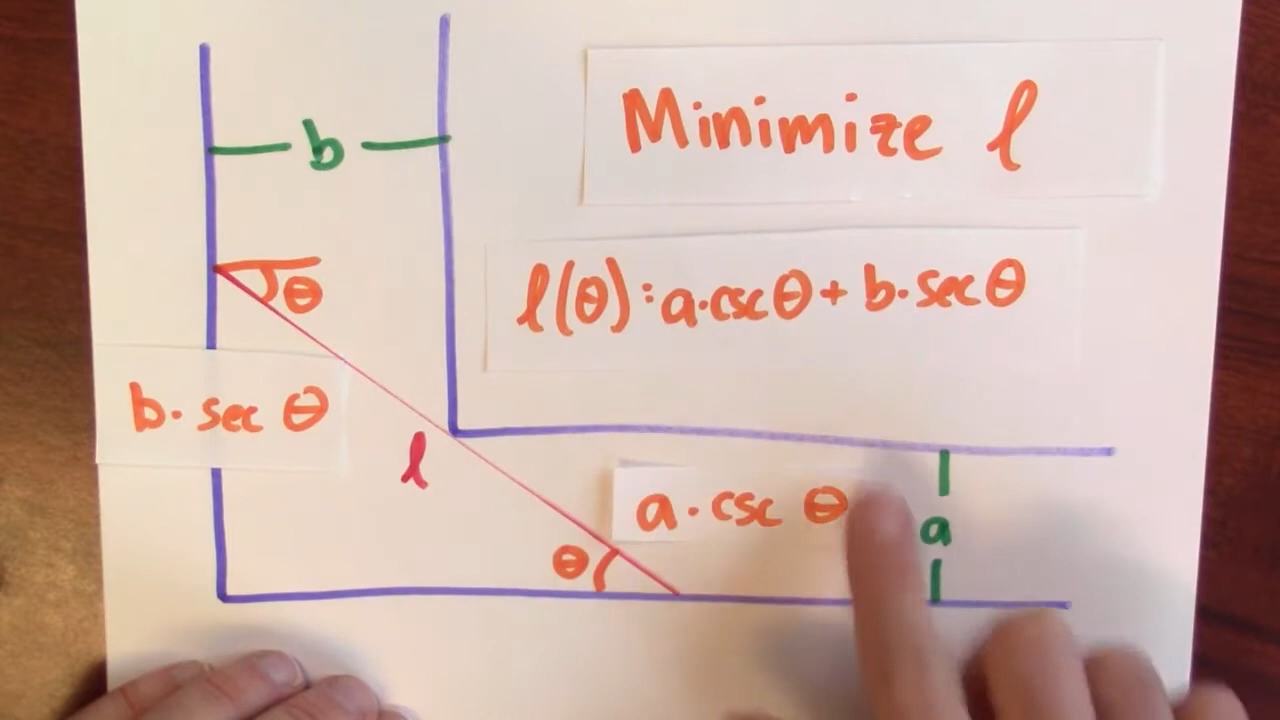 Minimize l
b
l(θ):a·cscθ+b·secθ
θ
b·sec θ
l
a·csc θ
a
θ